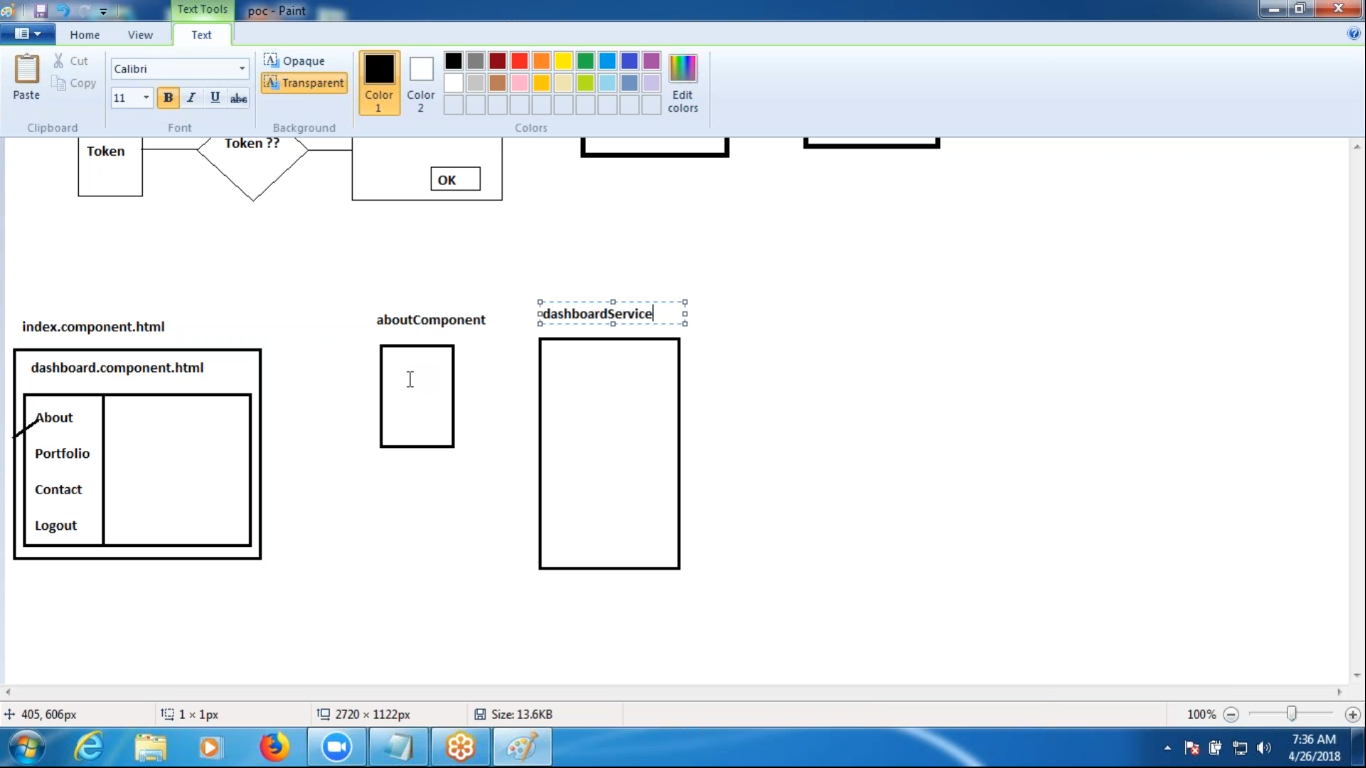 Text Tools
poc - Paint
Home
View
Text
Paste
Cut
Copy
Clipboard
Calibri
11
B I U abc
Font
Opaque
Transparent
Background
Color 1
Color 2
Edit colors
Colors
Token
Token ??
OK
index.component.html
aboutComponent
dashboardService
dashboard.component.html
About
Portfolio
Contact
Logout
405, 606px
1 × 1px
2720 × 1122px
Size: 13.6KB
100%
7:36 AM
4/26/2018